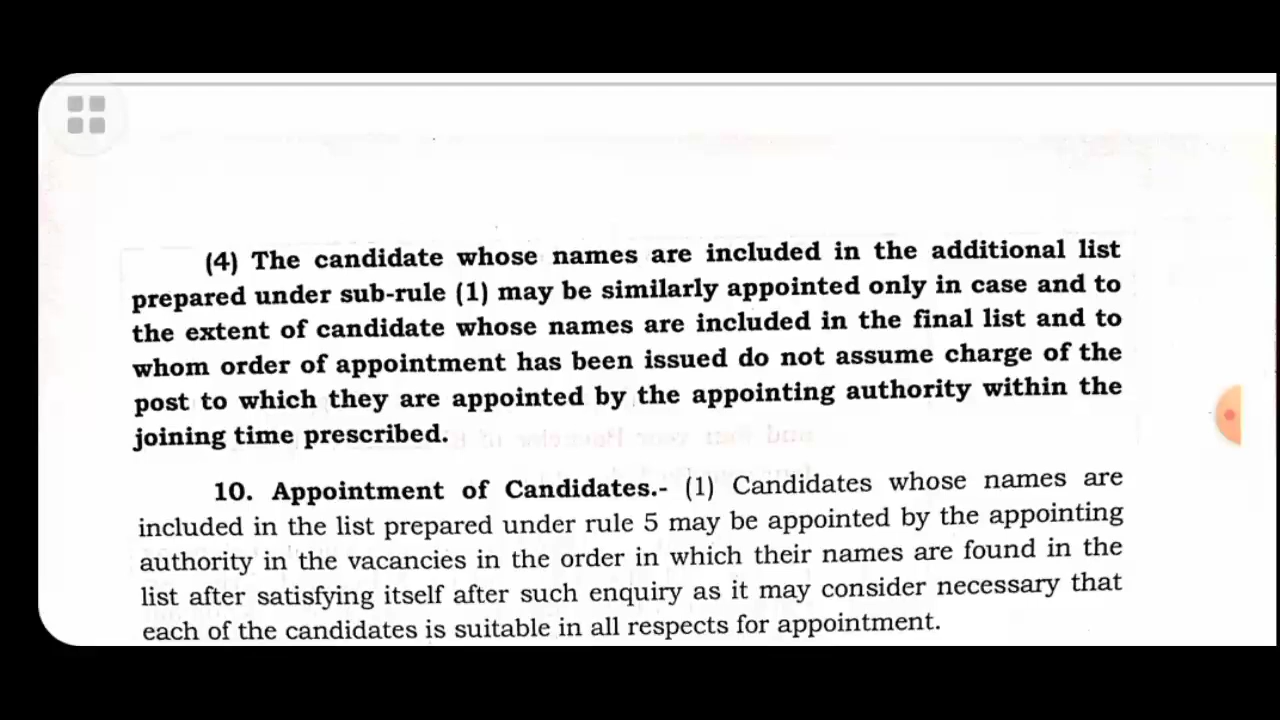 (4) The candidate whose names are included in the additional list
prepared under sub-rule (1) may be similarly appointed only in case and to
the extent of candidate whose names are included in the final list and to
whom order of appointment has been issued do not assume charge of the
post to which they are appointed by the appointing authority within the
joining time prescribed.
10. Appointment of Candidates.- (1) Candidates whose names are
included in the list prepared under rule 5 may be appointed by the appointing
authority in the vacancies in the order in which their names are found in the
list after satisfying itself after such enquiry as it may consider necessary that
each of the candidates is suitable in all respects for appointment.